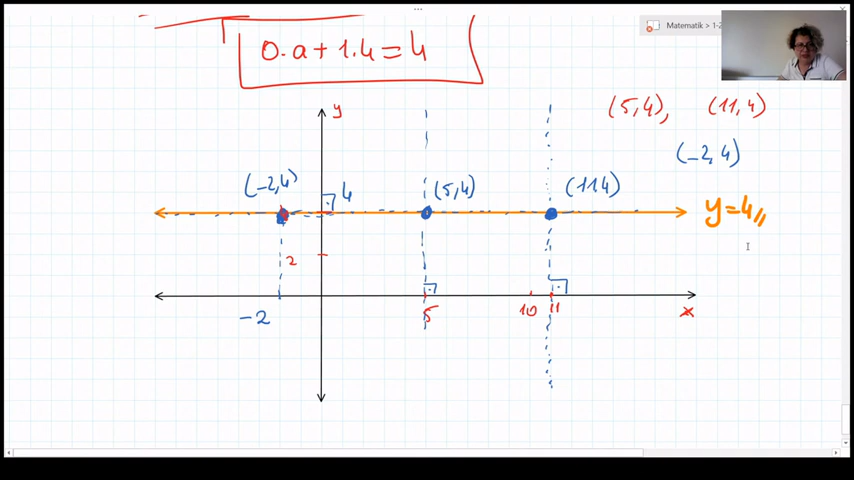 Matematik > 1-2
0.a + 1.4 = 4
y
(5,4), (11,4)
(-2,4)
(-2,4) 4 (5,4) (11 4)
y=4
2
-2 5 10 11 x